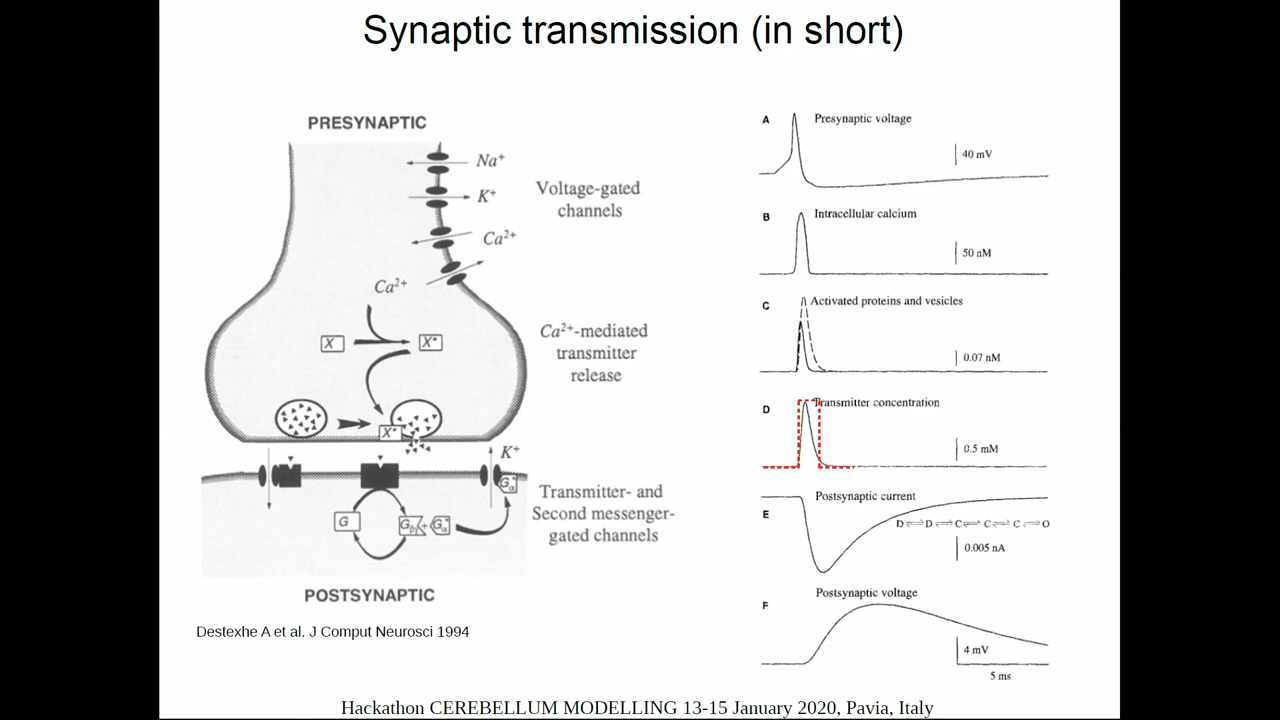 Synaptic transmission (in short)
PRESYNAPTIC
Na⁺
K⁺
Voltage-gated
channels
Ca²⁺
Ca²⁺
X
X*
Ca²⁺-mediated
transmitter
release
X*
K⁺
Gα*
G
Gβγ + Gα*
Transmitter- and
Second messenger-
gated channels
POSTSYNAPTIC
Destexhe A et al. J Comput Neurosci 1994
A
Presynaptic voltage
40 mV
B
Intracellular calcium
50 nM
C
Activated proteins and vesicles
0.07 nM
D
Transmitter concentration
0.5 mM
Postsynaptic current
E
D ⇌ D ⇌ C ⇌ C ⇌ C ⇌ O
0.005 nA
Postsynaptic voltage
F
4 mV
5 ms
Hackathon CEREBELLUM MODELLING 13-15 January 2020, Pavia, Italy